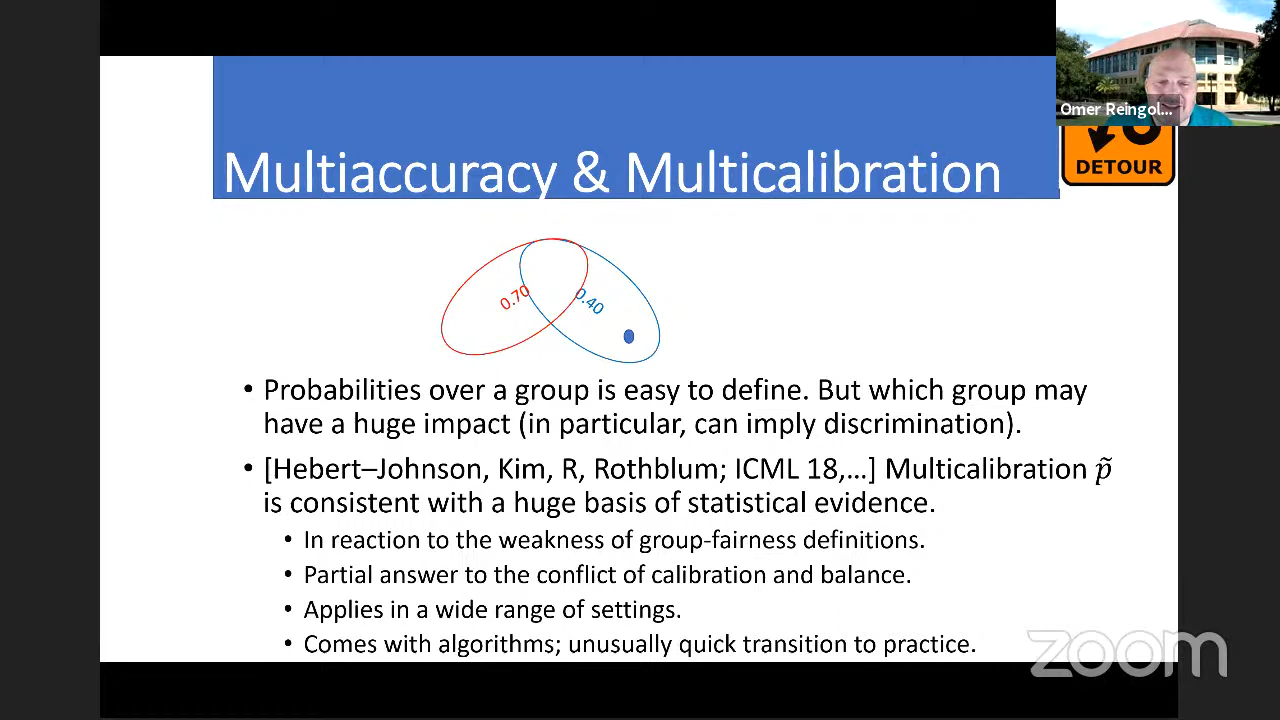 Omer Reingol...
DETOUR
Multiaccuracy & Multicalibration
0.70
0.40
• Probabilities over a group is easy to define. But which group may
have a huge impact (in particular, can imply discrimination).
• [Hebert–Johnson, Kim, R, Rothblum; ICML 18,...] Multicalibration p̃
is consistent with a huge basis of statistical evidence.
• In reaction to the weakness of group-fairness definitions.
• Partial answer to the conflict of calibration and balance.
• Applies in a wide range of settings.
• Comes with algorithms; unusually quick transition to practice.
zoom